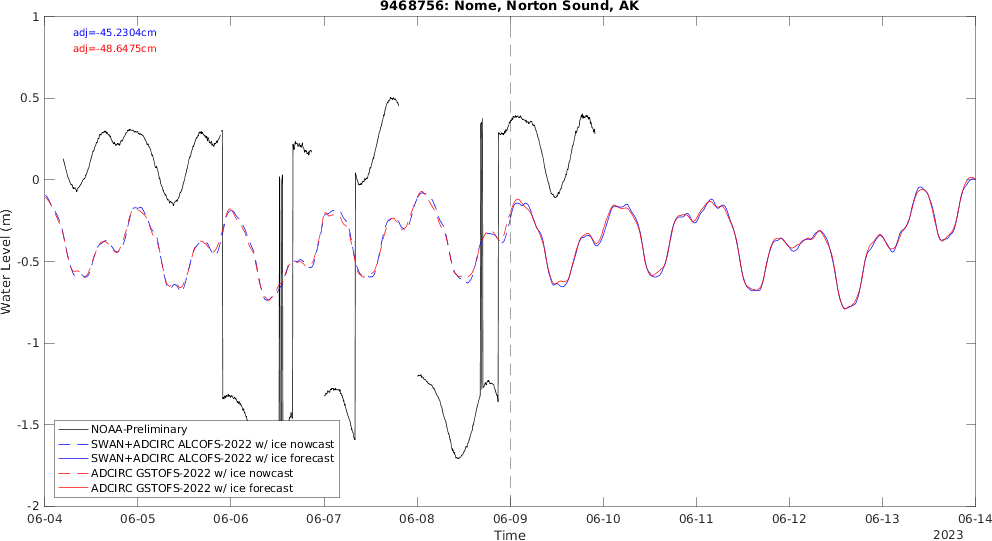 9468756: Nome, Norton Sound, AK
adj=-45.2304cm
adj=-48.6475cm
1
0.5
0
-0.5
-1
-1.5
-2
Water Level (m)
NOAA-Preliminary
SWAN+ADCIRC ALCOFS-2022 w/ ice nowcast
SWAN+ADCIRC ALCOFS-2022 w/ ice forecast
ADCIRC GSTOFS-2022 w/ ice nowcast
ADCIRC GSTOFS-2022 w/ ice forecast
06-04 06-05 06-06 06-07 06-08 06-09 06-10 06-11 06-12 06-13 06-14
Time
2023